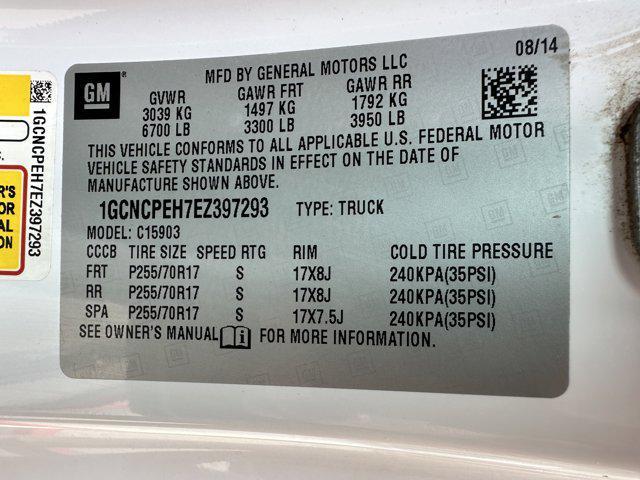 08/14
GM
MFD BY GENERAL MOTORS LLC
GVWR GAWR FRT GAWR RR
3039 KG 1497 KG 1792 KG
6700 LB 3300 LB 3950 LB
THIS VEHICLE CONFORMS TO ALL APPLICABLE U.S. FEDERAL MOTOR
VEHICLE SAFETY STANDARDS IN EFFECT ON THE DATE OF
MANUFACTURE SHOWN ABOVE.
1GCNCPEH7EZ397293 TYPE: TRUCK
MODEL: C15903
CCCB TIRE SIZE SPEED RTG RIM COLD TIRE PRESSURE
FRT P255/70R17 S 17X8J 240KPA(35PSI)
RR P255/70R17 S 17X8J 240KPA(35PSI)
SPA P255/70R17 S 17X7.5J 240KPA(35PSI)
SEE OWNER'S MANUAL i FOR MORE INFORMATION.
1GCNCPEH7EZ397293